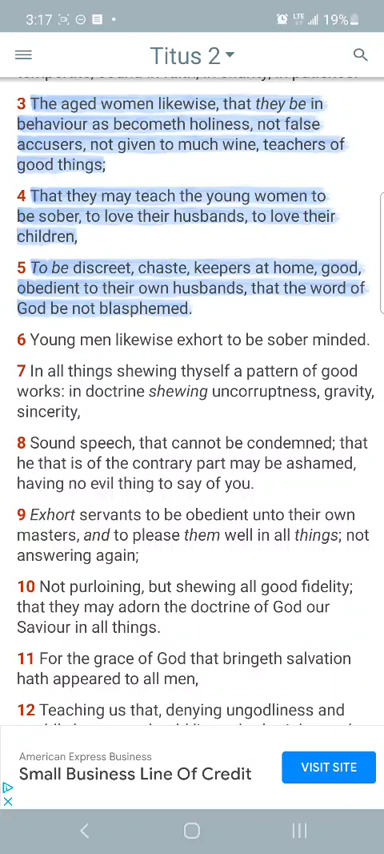 3:17 LTE 19%
Titus 2
3 The aged women likewise, that they be in
behaviour as becometh holiness, not false
accusers, not given to much wine, teachers of
good things;
4 That they may teach the young women to
be sober, to love their husbands, to love their
children,
5 To be discreet, chaste, keepers at home, good,
obedient to their own husbands, that the word of
God be not blasphemed.
6 Young men likewise exhort to be sober minded.
7 In all things shewing thyself a pattern of good
works: in doctrine shewing uncorruptness, gravity,
sincerity,
8 Sound speech, that cannot be condemned; that
he that is of the contrary part may be ashamed,
having no evil thing to say of you.
9 Exhort servants to be obedient unto their own
masters, and to please them well in all things; not
answering again;
10 Not purloining, but shewing all good fidelity;
that they may adorn the doctrine of God our
Saviour in all things.
11 For the grace of God that bringeth salvation
hath appeared to all men,
12 Teaching us that, denying ungodliness and
American Express Business
Small Business Line Of Credit
VISIT SITE